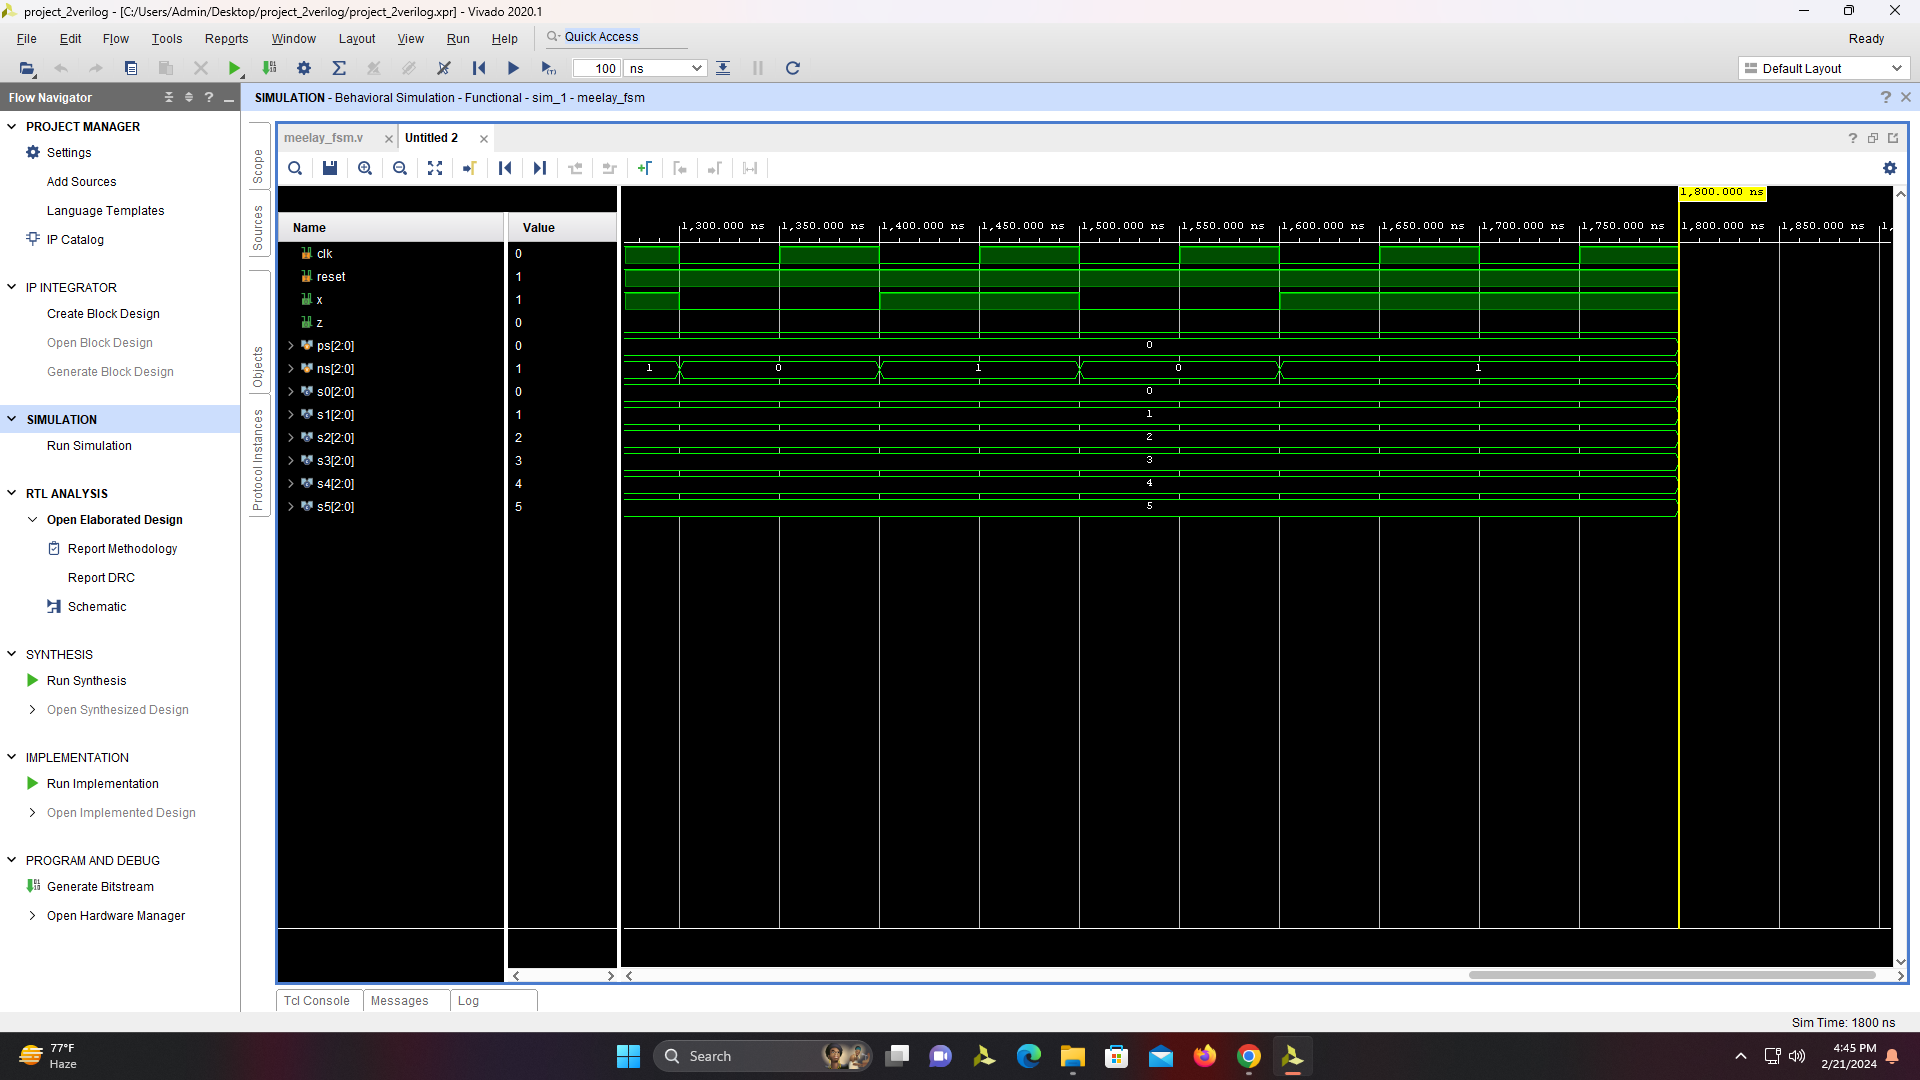 project_2verilog - [C:/Users/Admin/Desktop/project_2verilog/project_2verilog.xpr] - Vivado 2020.1
File Edit Flow Tools Reports Window Layout View Run Help Quick Access Ready
100 ns Default Layout
Flow Navigator
SIMULATION - Behavioral Simulation - Functional - sim_1 - meelay_fsm
PROJECT MANAGER
Settings
Add Sources
Language Templates
IP Catalog
IP INTEGRATOR
Create Block Design
Open Block Design
Generate Block Design
SIMULATION
Run Simulation
RTL ANALYSIS
Open Elaborated Design
Report Methodology
Report DRC
Schematic
SYNTHESIS
Run Synthesis
Open Synthesized Design
IMPLEMENTATION
Run Implementation
Open Implemented Design
PROGRAM AND DEBUG
Generate Bitstream
Open Hardware Manager
Scope
Sources
Objects
Protocol Instances
meelay_fsm.v Untitled 2
1,800.000 ns
Name Value 1,300.000 ns 1,350.000 ns 1,400.000 ns 1,450.000 ns 1,500.000 ns 1,550.000 ns 1,600.000 ns 1,650.000 ns 1,700.000 ns 1,750.000 ns 1,800.000 ns 1,850.000 ns 1,
clk 0
reset 1
x 1
z 0
ps[2:0] 0 0
ns[2:0] 1 1 0 1 0 1
s0[2:0] 0 0
s1[2:0] 1 1
s2[2:0] 2 2
s3[2:0] 3 3
s4[2:0] 4 4
s5[2:0] 5 5
Tcl Console Messages Log
Sim Time: 1800 ns
77°F
Haze
Search
4:45 PM
2/21/2024